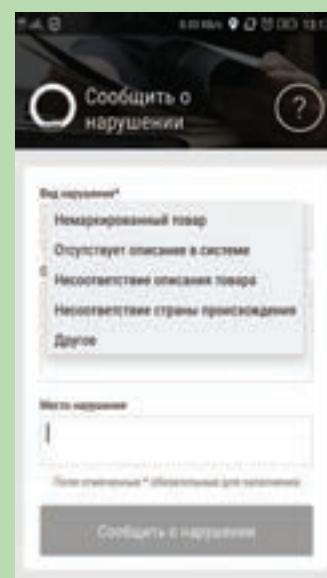 Сообщить о
нарушении
?
Вид нарушения*
Немаркированный товар
Отсутствует описание в системе
Несоответствие описания товара
Несоответствие страны происхождения
Другое
Место нарушения
Поля отмеченные * обязательные для заполнения
Сообщить о нарушении